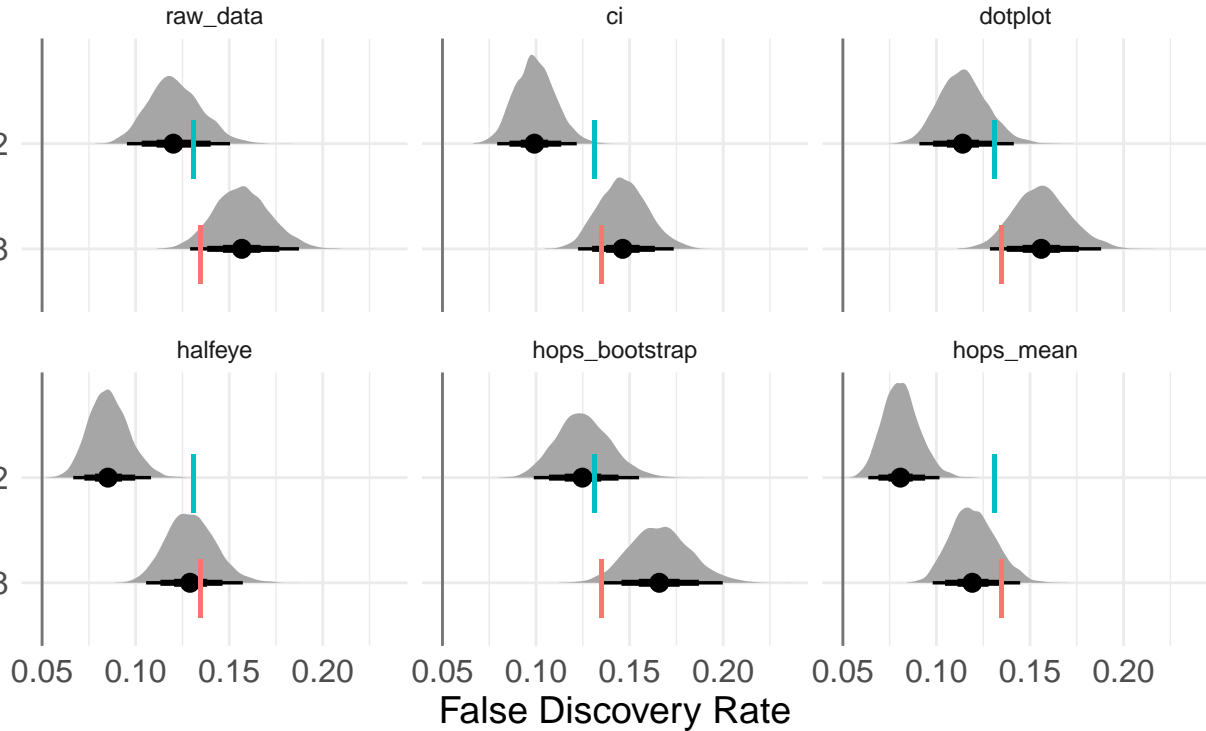 raw_data ci dotplot
2
3
halfeye hops_bootstrap hops_mean
2
3
0.05 0.10 0.15 0.20 0.05 0.10 0.15 0.20 0.05 0.10 0.15 0.20
False Discovery Rate